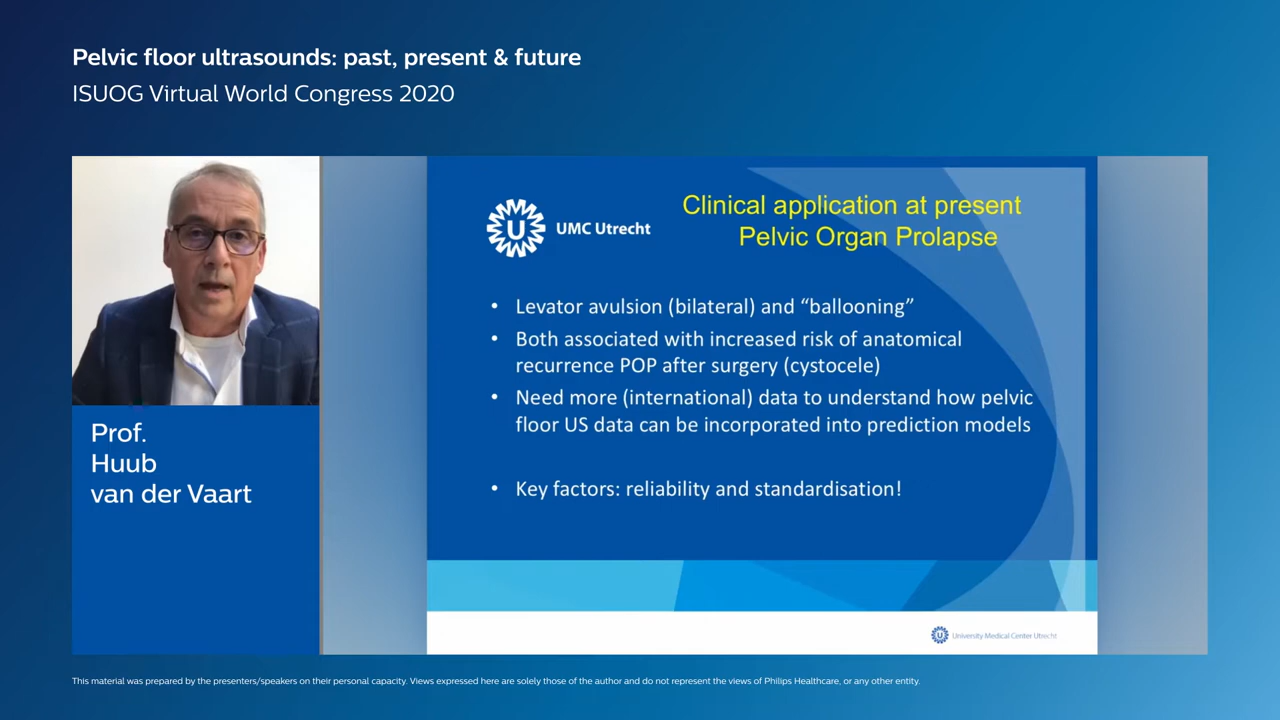 Pelvic floor ultrasounds: past, present & future
ISUOG Virtual World Congress 2020
U
UMC Utrecht
Clinical application at present
Pelvic Organ Prolapse
• Levator avulsion (bilateral) and “ballooning”
• Both associated with increased risk of anatomical
recurrence POP after surgery (cystocele)
• Need more (international) data to understand how pelvic
floor US data can be incorporated into prediction models
• Key factors: reliability and standardisation!
U
University Medical Center Utrecht
Prof.
Huub
van der Vaart
This material was prepared by the presenters/speakers on their personal capacity. Views expressed here are solely those of the author and do not represent the views of Philips Healthcare, or any other entity.